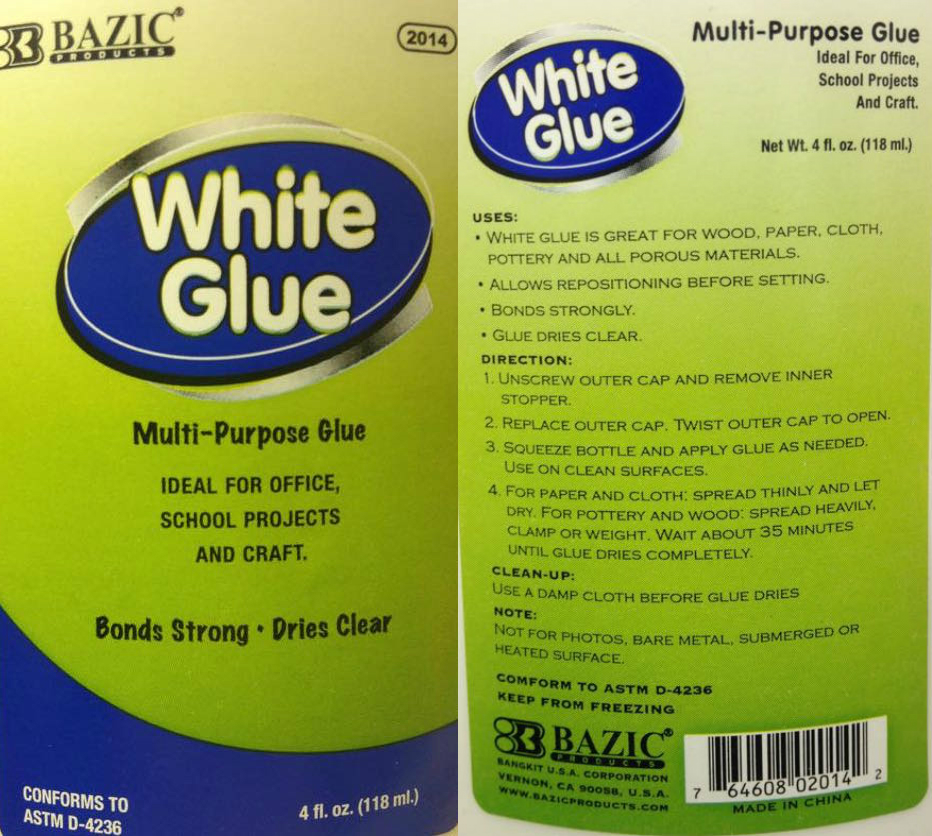 BAZIC®
PRODUCTS
2014
White
Glue
Multi-Purpose Glue
IDEAL FOR OFFICE,
SCHOOL PROJECTS
AND CRAFT.
Bonds Strong • Dries Clear
CONFORMS TO
ASTM D-4236
4 fl. oz. (118 ml.)
White
Glue
Multi-Purpose Glue
Ideal For Office,
School Projects
And Craft.
Net Wt. 4 fl. oz. (118 ml.)
USES:
• WHITE GLUE IS GREAT FOR WOOD, PAPER, CLOTH,
POTTERY AND ALL POROUS MATERIALS.
• ALLOWS REPOSITIONING BEFORE SETTING.
• BONDS STRONGLY.
• GLUE DRIES CLEAR.
DIRECTION:
1. UNSCREW OUTER CAP AND REMOVE INNER
STOPPER.
2. REPLACE OUTER CAP. TWIST OUTER CAP TO OPEN.
3. SQUEEZE BOTTLE AND APPLY GLUE AS NEEDED.
USE ON CLEAN SURFACES.
4. FOR PAPER AND CLOTH: SPREAD THINLY AND LET
DRY. FOR POTTERY AND WOOD: SPREAD HEAVILY,
CLAMP OR WEIGHT. WAIT ABOUT 35 MINUTES
UNTIL GLUE DRIES COMPLETELY.
CLEAN-UP:
USE A DAMP CLOTH BEFORE GLUE DRIES
NOTE:
NOT FOR PHOTOS, BARE METAL, SUBMERGED OR
HEATED SURFACE.
COMFORM TO ASTM D-4236
KEEP FROM FREEZING
BAZIC®
PRODUCTS
BANGKIT U.S.A. CORPORATION
VERNON, CA 90058, U.S.A.
WWW.BAZICPRODUCTS.COM
7 64608 02014 2
MADE IN CHINA